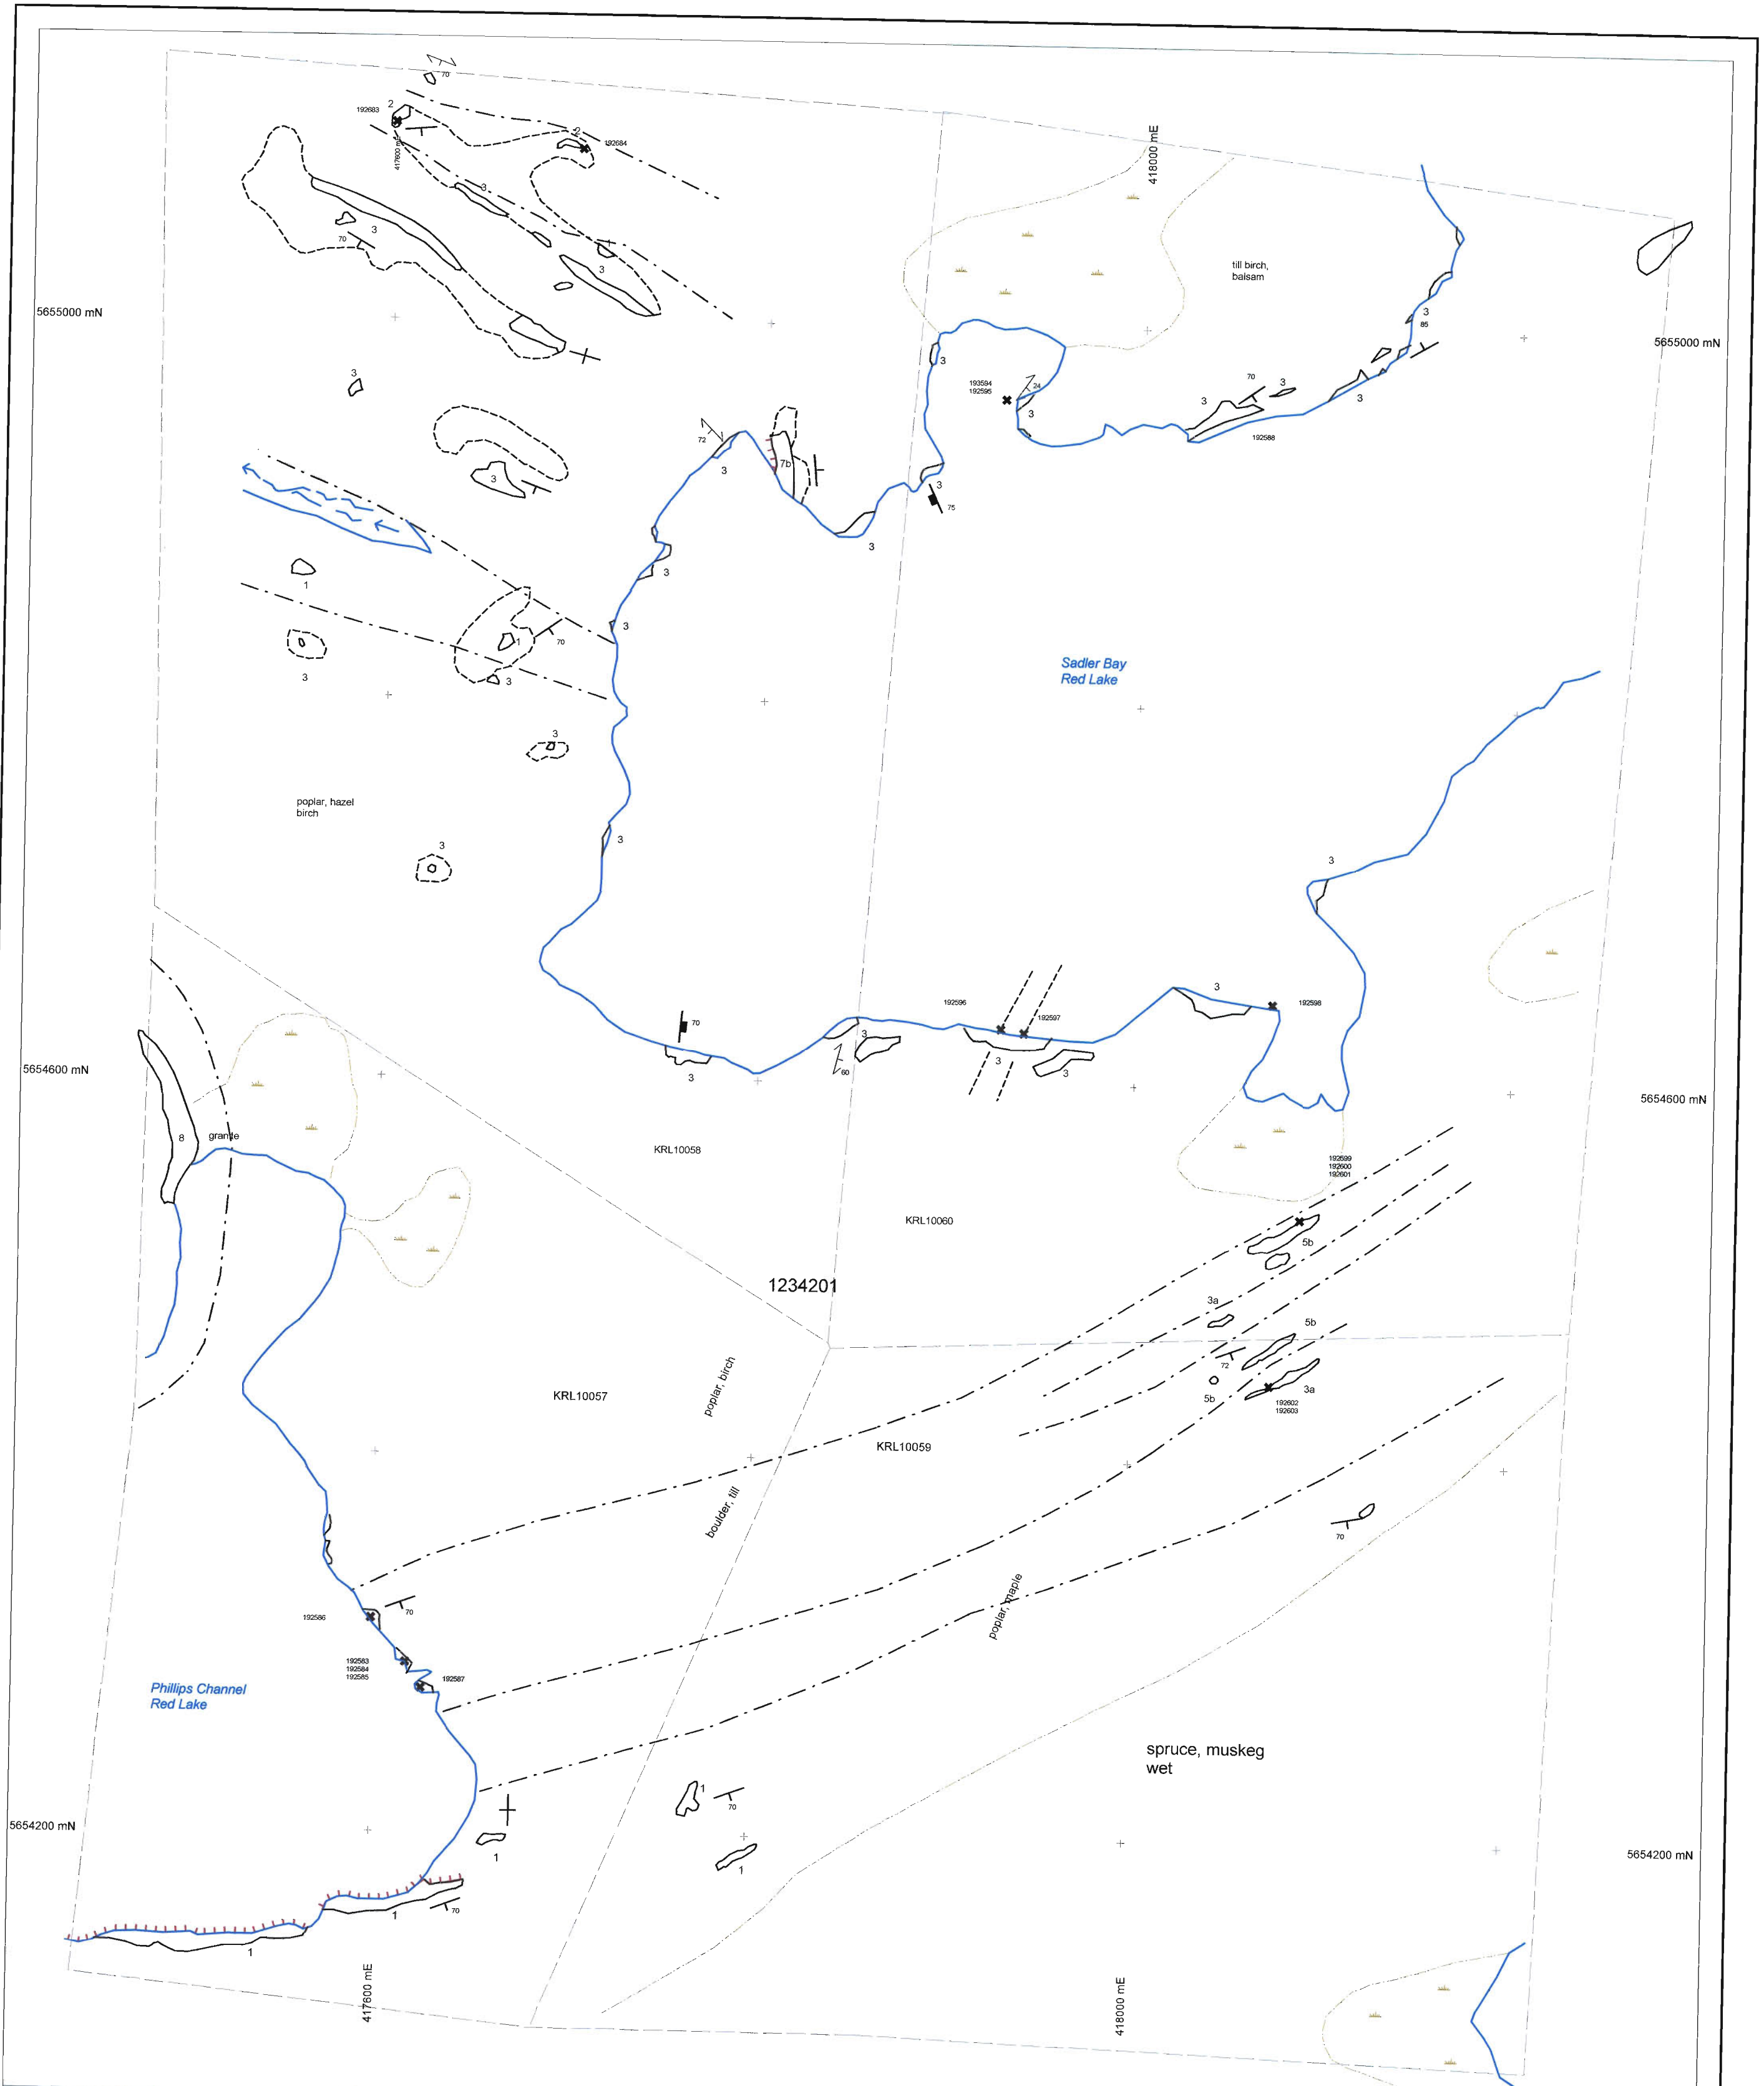 70
2
192683
417600 mE
2
192684
3
3
70
1
3
418000 mE
till birch,
balsam
5655000 mN
5655000 mN
3
85
3
3
193594
192595
24
3
70
3
3
3
192588
72
3
7b
3
75
3
3
3
1
3
1
70
3
3
Sadler Bay
Red Lake
3
poplar, hazel
birch
3
3
3
70
3
3
60
192596
192597
3
3
3
192598
5654600 mN
5654600 mN
8
granite
KRL10058
192599
192600
192601
KRL10060
5b
1234201
3a
5b
72
5b
3a
192602
192603
KRL10057
poplar, birch
KRL10059
boulder, till
70
poplar, maple
70
192586
192583
192584
192585
192587
Phillips Channel
Red Lake
spruce, muskeg
wet
1
70
1
1
5654200 mN
5654200 mN
1
70
1
417600 mE
418000 mE